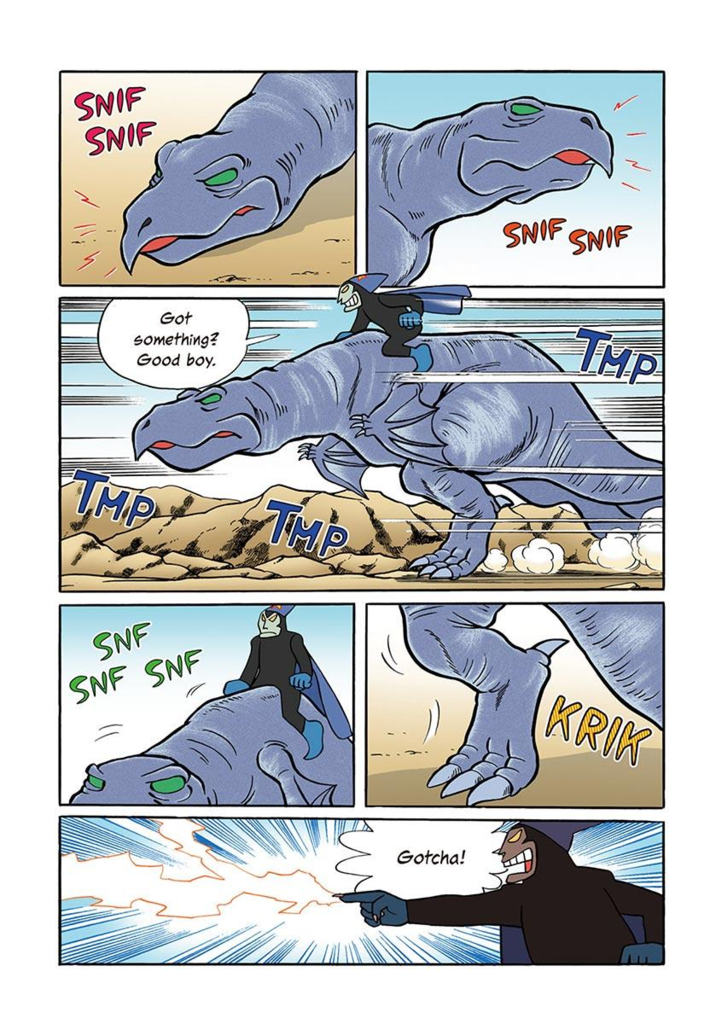 SNIF
SNIF
SNIF SNIF
Got
something?
Good boy.
TMP
TMP
TMP
SNF
SNF SNF
KRIK
Gotcha!